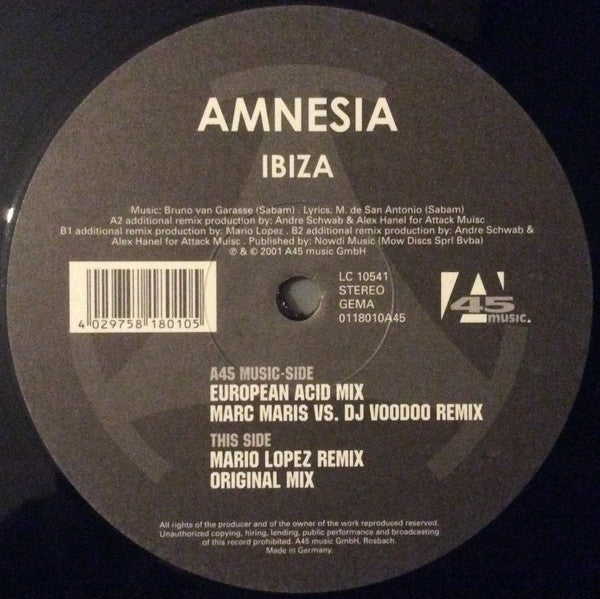 AMNESIA
IBIZA
Music: Bruno van Garasse (Sabam) . Lyrics: M. de San Antonio (Sabam)
A2 additional remix production by: Andre Schwab & Alex Hanel for Attack Muisc
B1 additional remix production by: Mario Lopez . B2 additional remix production by: Andre Schwab &
Alex Hanel for Attack Muisc . Published by: Nowdi Music (Mow Discs Sprl Bvba)
℗ & © 2001 A45 music GmbH
4 029758 180105
LC 10541
STEREO
GEMA
0118010A45
A45
MUSIC.
A45 MUSIC-SIDE
EUROPEAN ACID MIX
MARC MARIS VS. DJ VOODOO REMIX
THIS SIDE
MARIO LOPEZ REMIX
ORIGINAL MIX
All rights of the producer and of the owner of the work reproduced reserved.
Unauthorized copying, hiring, lending, public performance and broadcasting
of this record prohibited. A45 music GmbH, Rosbach.
Made in Germany.